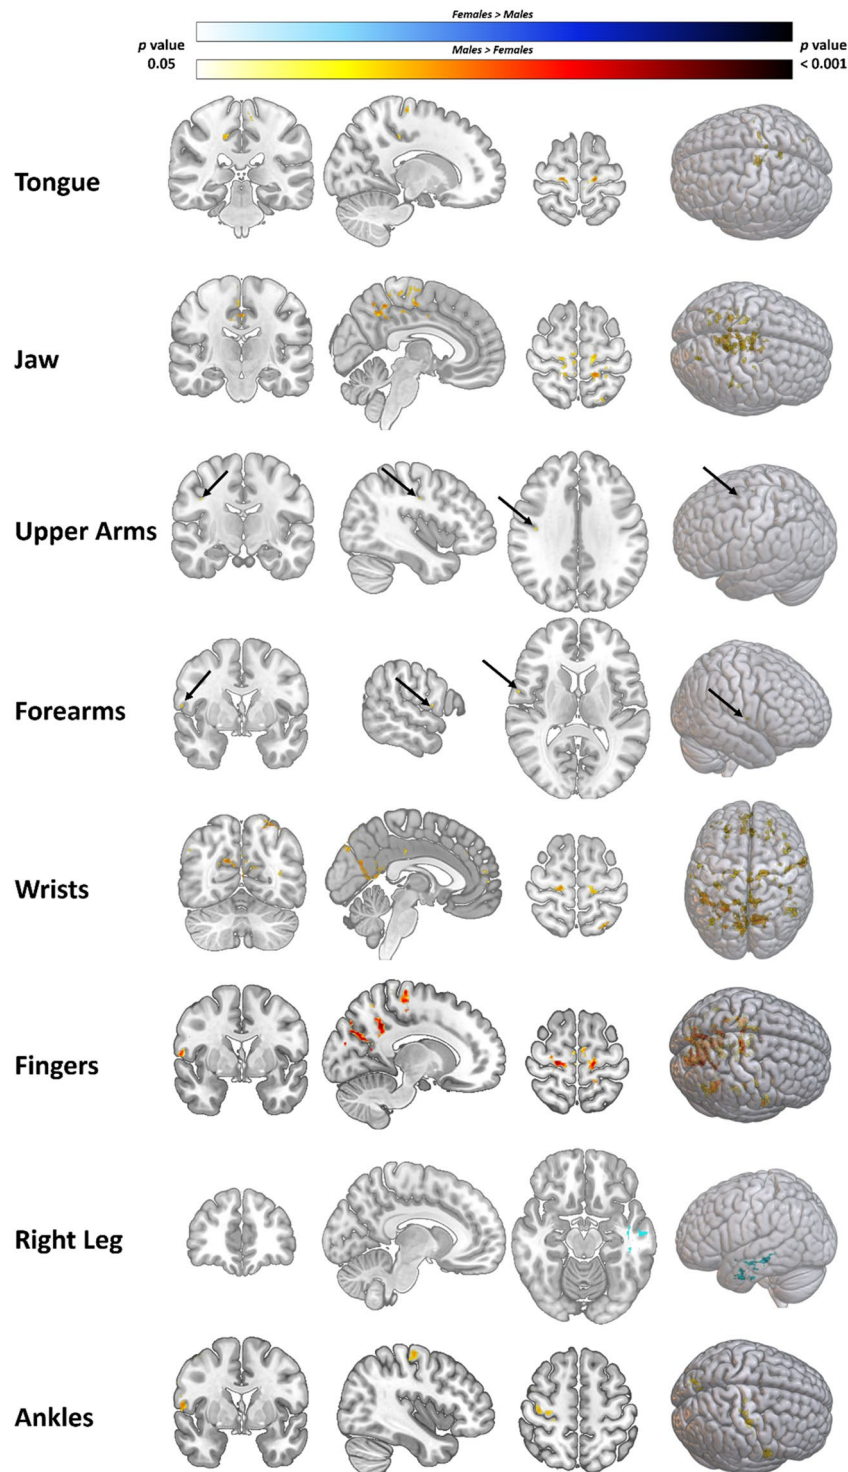 Females > Males
p value
0.05
Males > Females
p value
< 0.001
Tongue
Jaw
Upper Arms
Forearms
Wrists
Fingers
Right Leg
Ankles